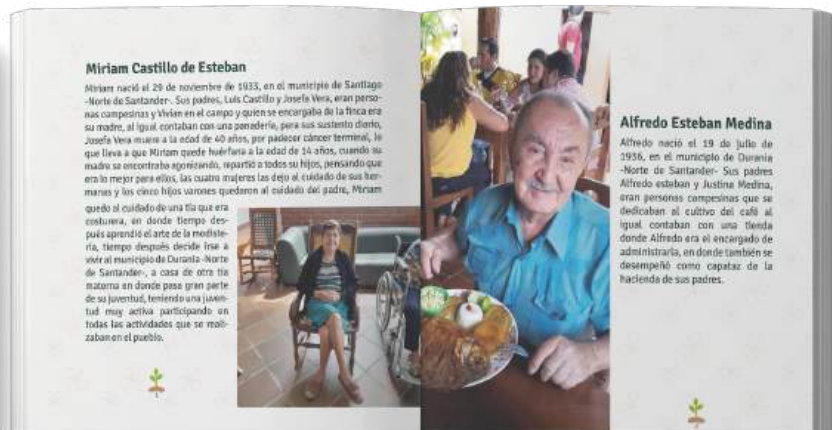 Miriam Castillo de Esteban
Miriam nació el 29 de noviembre de 1933, en el municipio de Santiago
-Norte de Santander-. Sus padres, Luis Castillo y Josefa Vera, eran perso-
nas campesinas y Vivian en el campo y quien se encargaba de la finca era
su madre, al igual contaban con una panadería, para sus sustento diario,
Josefa Vera muere a la edad de 40 años, por padecer cáncer terminal, lo
que lleva a que Miriam quede huérfana a la edad de 14 años, cuando su
madre se encontraba agonizando, repartió a todos su hijos, pensando que
era lo mejor para ellos, las cuatro mujeres las dejo al cuidado de sus her-
manas y los cinco hijos varones quedaron al cuidado del padre, Miriam
quedo al cuidado de una tía que era
costurera, en donde tiempo des-
pués aprendió el arte de la modiste-
ría, tiempo después decide irse a
vivir al municipio de Durania -Norte
de Santander-, a casa de otra tía
materna en donde pasa gran parte
de su juventud, teniendo una juven-
tud muy activa participando en
todas las actividades que se reali-
zaban en el pueblo.
Alfredo Esteban Medina
Alfredo nació el 19 de julio de
1936, en el municipio de Durania
-Norte de Santander- Sus padres
Alfredo esteban y Justina Medina,
eran personas campesinas que se
dedicaban al cultivo del café al
igual contaban con una tienda
donde Alfredo era el encargado de
administrarla, en donde también se
desempeñó como capataz de la
hacienda de sus padres.